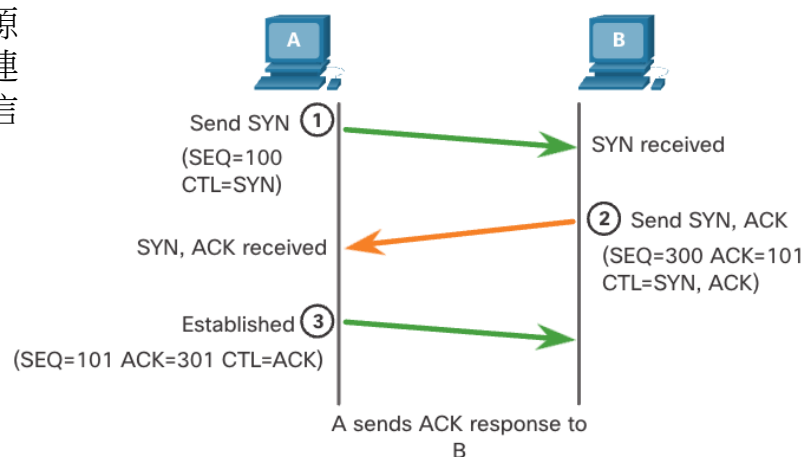 源
連
信
A
B
Send SYN 1
(SEQ=100
CTL=SYN)
SYN received
2 Send SYN, ACK
(SEQ=300 ACK=101
CTL=SYN, ACK)
SYN, ACK received
Established 3
(SEQ=101 ACK=301 CTL=ACK)
A sends ACK response to
B